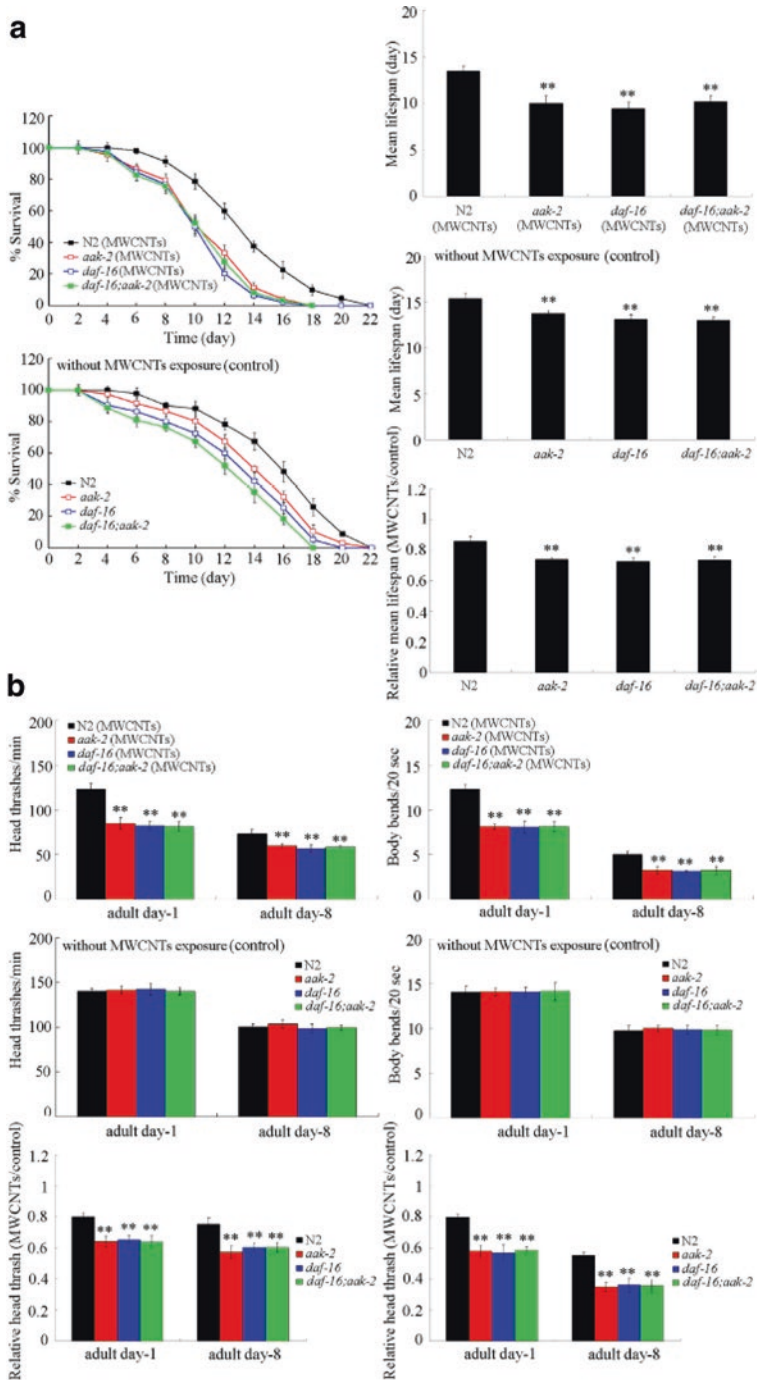 a
120
100
80
60
40
20
0
% Survival
N2 (MWCNTs)
aak-2 (MWCNTs)
daf-16 (MWCNTs)
daf-16;aak-2 (MWCNTs)
0 2 4 6 8 10 12 14 16 18 20 22
Time (day)
120
100
80
60
40
20
0
% Survival
without MWCNTs exposure (control)
N2
aak-2
daf-16
daf-16;aak-2
0 2 4 6 8 10 12 14 16 18 20 22
Time (day)
20
15
10
5
0
Mean lifespan (day)
** ** **
N2 aak-2 daf-16 daf-16;aak-2
(MWCNTs) (MWCNTs) (MWCNTs) (MWCNTs)
without MWCNTs exposure (control)
20
15
10
5
0
Mean lifespan (day)
** ** **
N2 aak-2 daf-16 daf-16;aak-2
1.2
1
0.8
0.6
0.4
0.2
0
Relative mean lifespan (MWCNTs/control)
** ** **
N2 aak-2 daf-16 daf-16;aak-2
b
200
150
100
50
0
Head thrashes/min
N2 (MWCNTs)
aak-2 (MWCNTs)
daf-16 (MWCNTs)
daf-16;aak-2 (MWCNTs)
** ** ** ** ** **
adult day-1 adult day-8
20
15
10
5
0
Body bends/20 sec
N2 (MWCNTs)
aak-2 (MWCNTs)
daf-16 (MWCNTs)
daf-16;aak-2 (MWCNTs)
** ** ** ** ** **
adult day-1 adult day-8
200
150
100
50
0
Head thrashes/min
without MWCNTs exposure (control)
N2
aak-2
daf-16
daf-16;aak-2
adult day-1 adult day-8
20
15
10
5
0
Body bends/20 sec
without MWCNTs exposure (control)
N2
aak-2
daf-16
daf-16;aak-2
adult day-1 adult day-8
1.2
1
0.8
0.6
0.4
0.2
0
Relative head thrash (MWCNTs/control)
** ** ** ** ** **
N2
aak-2
daf-16
daf-16;aak-2
adult day-1 adult day-8
1.2
1
0.8
0.6
0.4
0.2
0
Relative head thrash (MWCNTs/control)
** ** ** ** ** **
N2
aak-2
daf-16
daf-16;aak-2
adult day-1 adult day-8